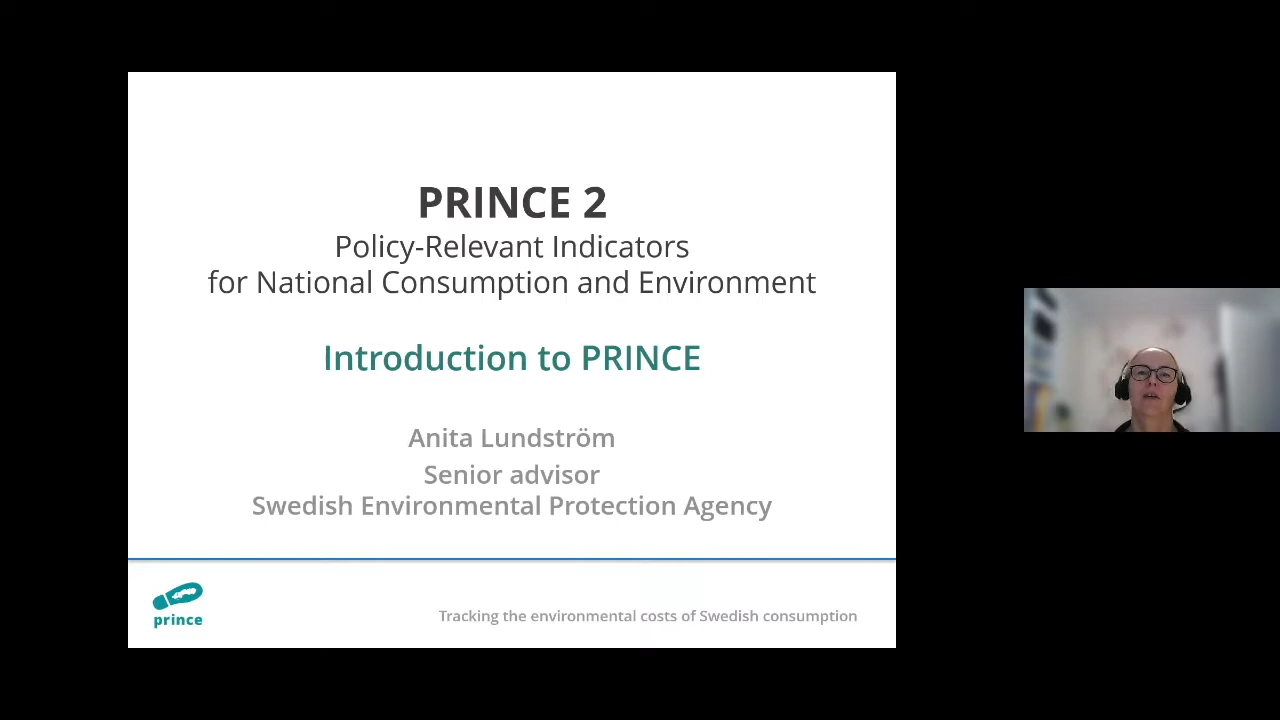 PRINCE 2
Policy-Relevant Indicators
for National Consumption and Environment
Introduction to PRINCE
Anita Lundström
Senior advisor
Swedish Environmental Protection Agency
prince
Tracking the environmental costs of Swedish consumption